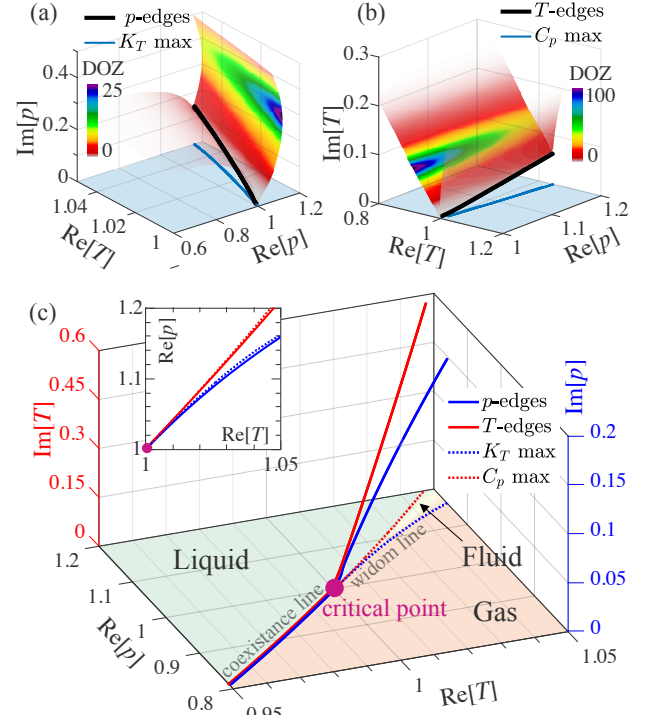 (a)
p-edges
K_T max
DOZ
25
0
Im[p]
0.4
0.2
0
1.04
1.02
1
Re[T]
0.6
0.8
1
1.2
Re[p]
(b)
T-edges
C_p max
DOZ
100
0
Im[T]
0.3
0.2
0.1
0
0.8
1
1.2
Re[T]
1
1.1
1.2
Re[p]
(c)
1.2
1.1
1
Re[p]
1
Re[T]
1.05
0.6
0.45
0.3
0.15
0
Im[T]
p-edges
T-edges
K_T max
C_p max
Im[p]
0.2
0.15
0.1
0.05
0
Liquid
Fluid
Gas
coexistance line
widom line
critical point
1.2
1.1
1
0.9
0.8
Re[p]
0.95
1
1.05
Re[T]